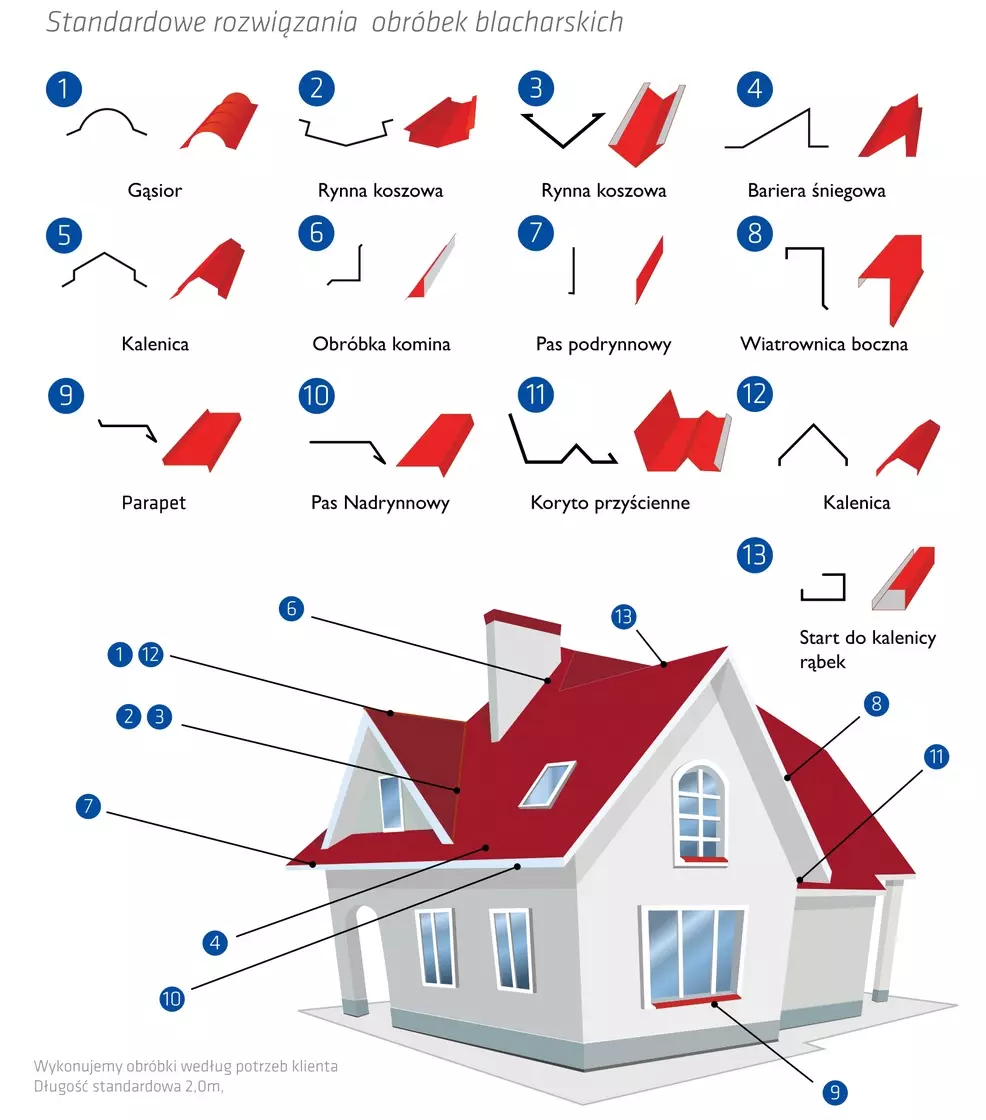 Standardowe rozwiązania obróbek blacharskich
1
2
3
4
Gąsior
Rynna koszowa
Rynna koszowa
Bariera śniegowa
5
6
7
8
Kalenica
Obróbka komina
Pas podrynnowy
Wiatrownica boczna
9
10
11
12
Parapet
Pas Nadrynnowy
Koryto przyścienne
Kalenica
13
Start do kalenicy
rąbek
6
13
1 12
2 3
8
11
7
4
10
9
Wykonujemy obróbki według potrzeb klienta
Długość standardowa 2,0m,